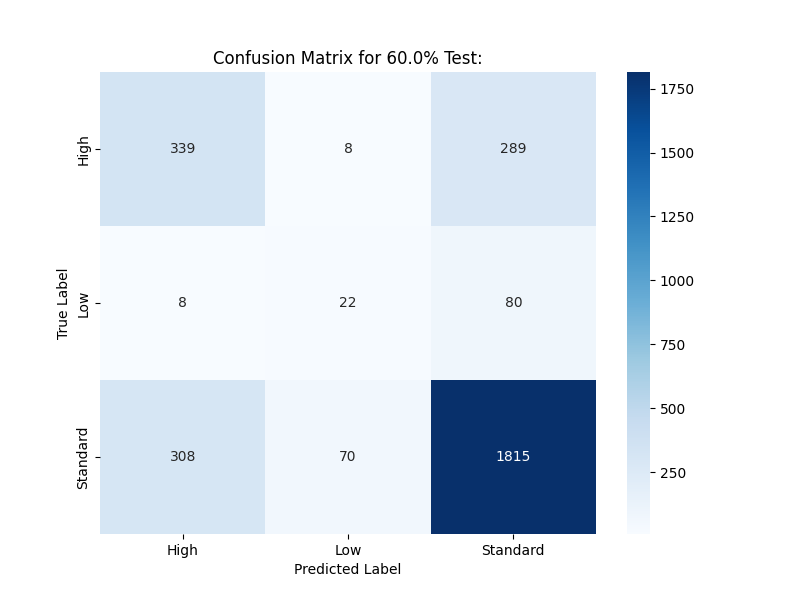 Confusion Matrix for 60.0% Test:
True Label
High
Low
Standard
339 8 289
8 22 80
308 70 1815
High Low Standard
Predicted Label
1750
1500
1250
1000
750
500
250